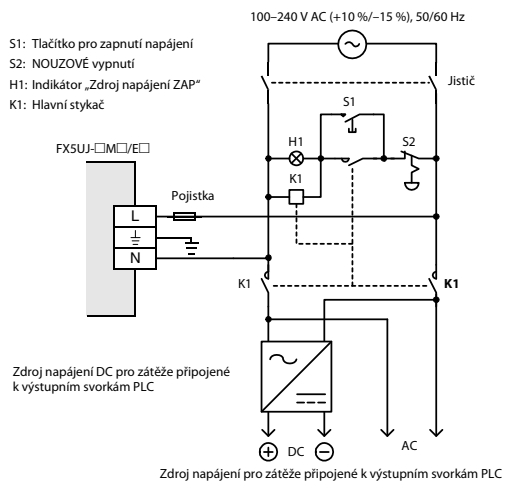 100–240 V AC (+10 %/–15 %), 50/60 Hz
S1: Tlačítko pro zapnutí napájení
S2: NOUZOVÉ vypnutí
H1: Indikátor „Zdroj napájení ZAP“
K1: Hlavní stykač
Jistič
S1
H1
S2
K1
FX5UJ-□M□/E□
Pojistka
L
N
K1
K1
Zdroj napájení DC pro zátěže připojené
k výstupním svorkám PLC
DC
AC
Zdroj napájení pro zátěže připojené k výstupním svorkám PLC